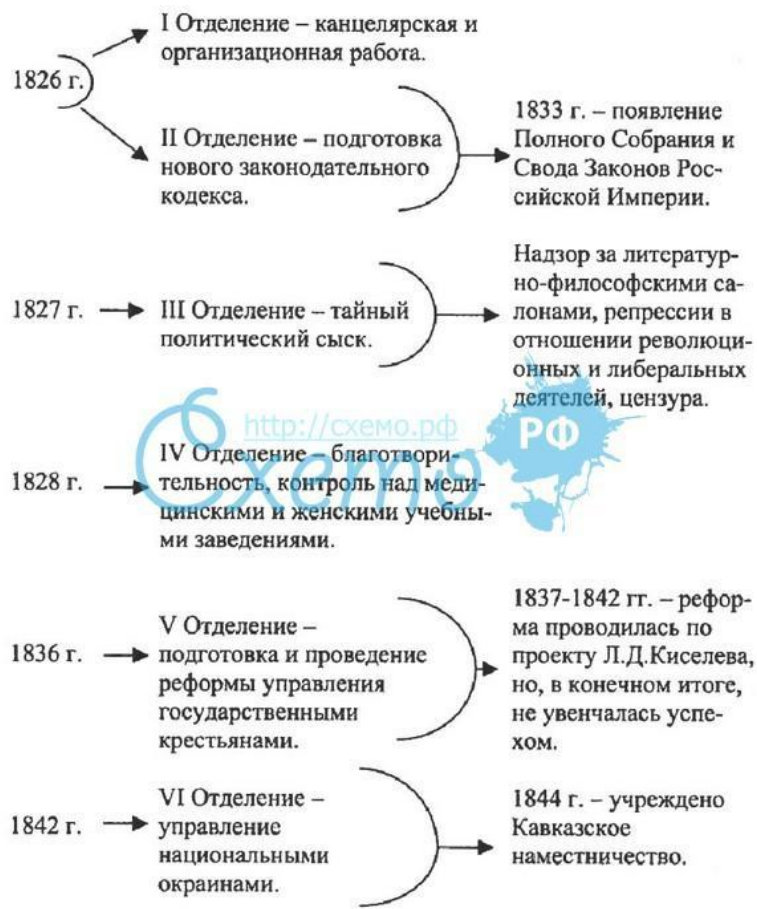 I Отделение – канцелярская и
организационная работа.
1826 г.
II Отделение – подготовка
нового законодательного
кодекса.
1833 г. – появление
Полного Собрания и
Свода Законов Рос-
сийской Империи.
1827 г.
III Отделение – тайный
политический сыск.
Надзор за литератур-
но-философскими са-
лонами, репрессии в
отношении революци-
онных и либеральных
деятелей, цензура.
http://схемо.рф
Схемо
РФ
1828 г.
IV Отделение – благотвори-
тельность, контроль над меди-
цинскими и женскими учебны-
ми заведениями.
1836 г.
V Отделение –
подготовка и проведение
реформы управления
государственными
крестьянами.
1837-1842 гг. – рефор-
ма проводилась по
проекту Л.Д.Киселева,
но, в конечном итоге,
не увенчалась успе-
хом.
1842 г.
VI Отделение –
управление
национальными
окраинами.
1844 г. – учреждено
Кавказское
наместничество.